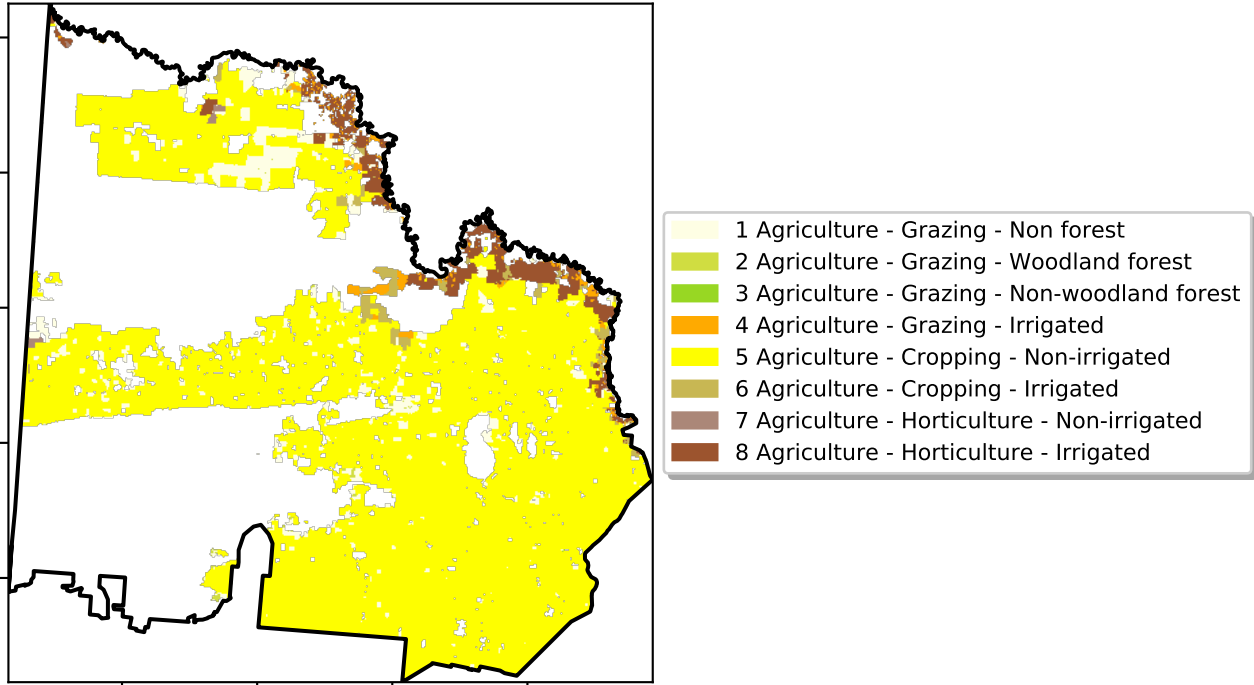 1 Agriculture - Grazing - Non forest
2 Agriculture - Grazing - Woodland forest
3 Agriculture - Grazing - Non-woodland forest
4 Agriculture - Grazing - Irrigated
5 Agriculture - Cropping - Non-irrigated
6 Agriculture - Cropping - Irrigated
7 Agriculture - Horticulture - Non-irrigated
8 Agriculture - Horticulture - Irrigated